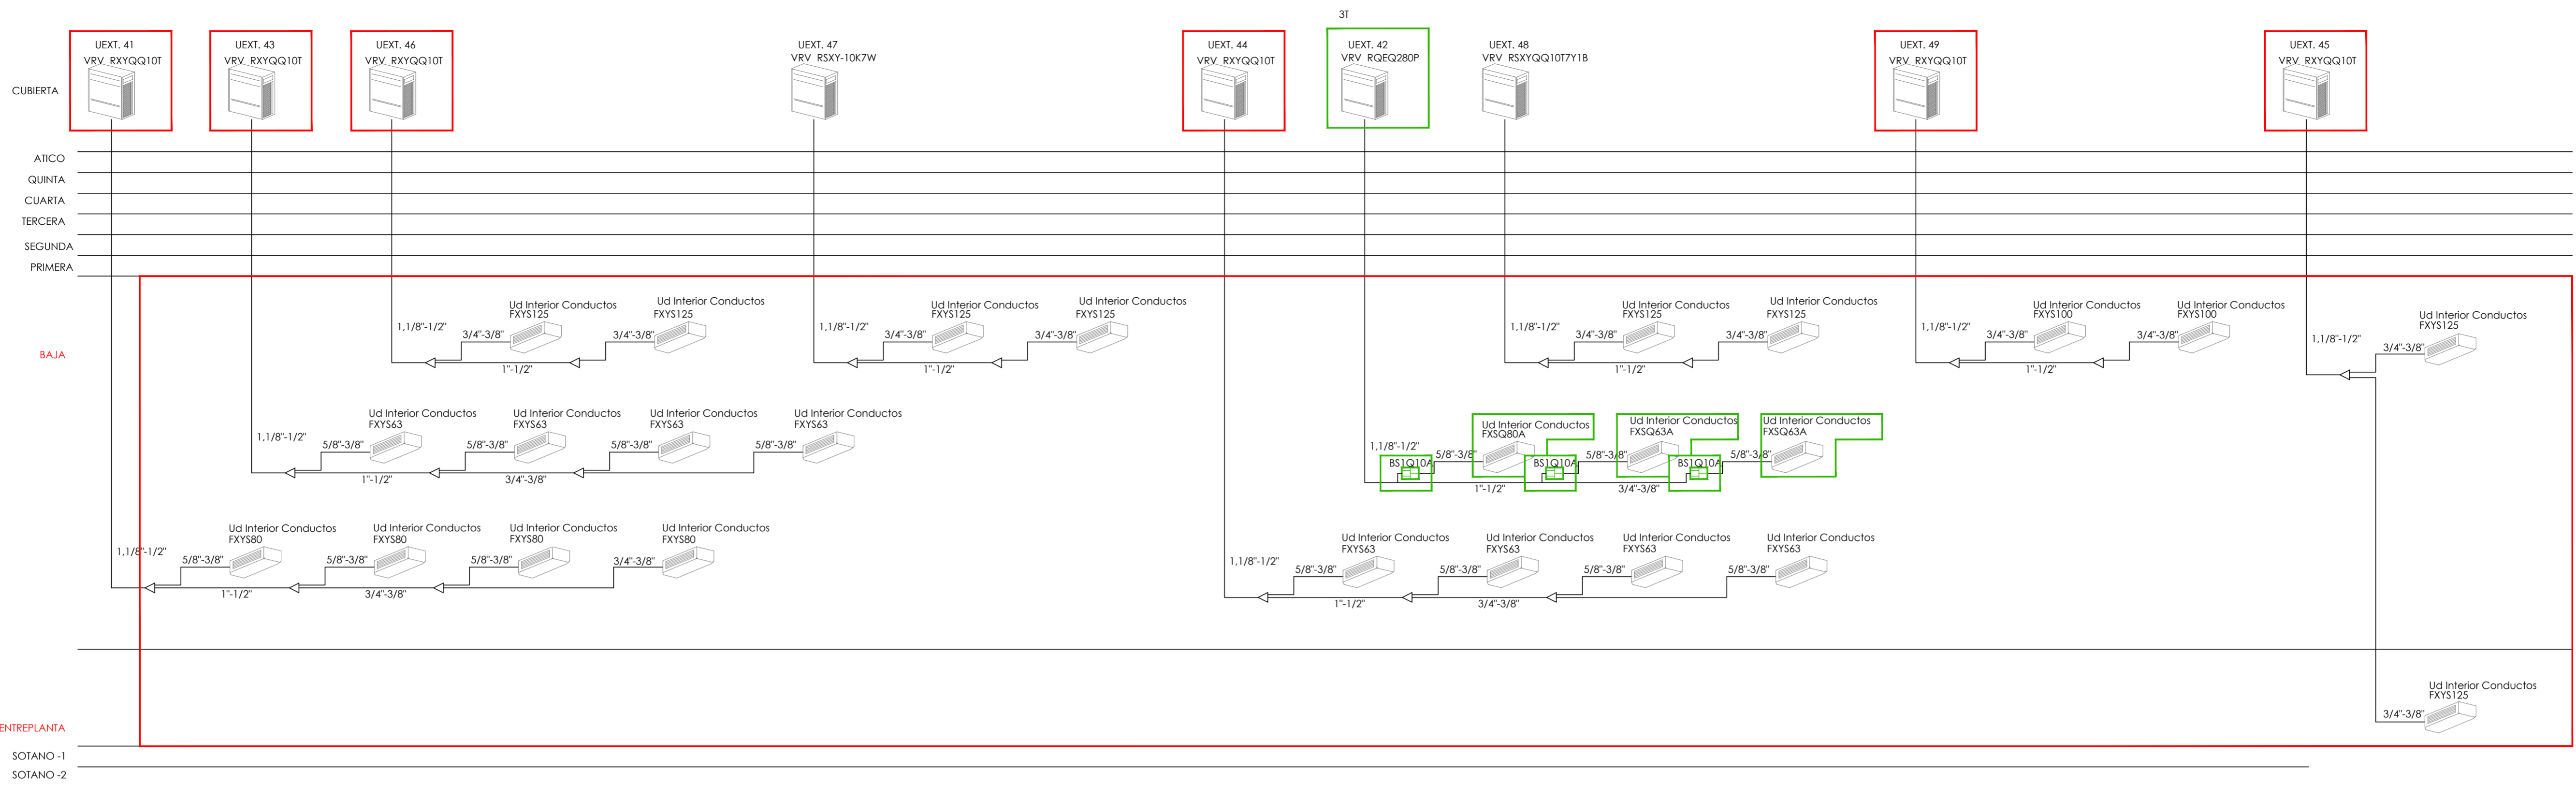 3T
UEXT. 41
VRV RXYQQ10T
UEXT. 43
VRV RXYQQ10T
UEXT. 46
VRV RXYQQ10T
UEXT. 47
VRV RSXY-10K7W
UEXT. 44
VRV RXYQQ10T
UEXT. 42
VRV RQEQ280P
UEXT. 48
VRV RSXYQQ10T7Y1B
UEXT. 49
VRV RXYQQ10T
UEXT. 45
VRV RXYQQ10T
CUBIERTA
ATICO
QUINTA
CUARTA
TERCERA
SEGUNDA
PRIMERA
BAJA
1,1/8"-1/2"
3/4"-3/8"
Ud Interior Conductos
FXYS125
3/4"-3/8"
Ud Interior Conductos
FXYS125
1"-1/2"
1,1/8"-1/2"
3/4"-3/8"
Ud Interior Conductos
FXYS125
3/4"-3/8"
Ud Interior Conductos
FXYS125
1"-1/2"
1,1/8"-1/2"
3/4"-3/8"
Ud Interior Conductos
FXYS125
3/4"-3/8"
Ud Interior Conductos
FXYS125
1"-1/2"
1,1/8"-1/2"
3/4"-3/8"
Ud Interior Conductos
FXYS100
3/4"-3/8"
Ud Interior Conductos
FXYS100
1"-1/2"
1,1/8"-1/2"
3/4"-3/8"
Ud Interior Conductos
FXYS125
1,1/8"-1/2"
5/8"-3/8"
Ud Interior Conductos
FXYS63
5/8"-3/8"
Ud Interior Conductos
FXYS63
5/8"-3/8"
Ud Interior Conductos
FXYS63
5/8"-3/8"
Ud Interior Conductos
FXYS63
1"-1/2"
3/4"-3/8"
1,1/8"-1/2"
BS1Q10A
5/8"-3/8"
Ud Interior Conductos
FXSQ80A
BS1Q10A
5/8"-3/8"
Ud Interior Conductos
FXSQ63A
BS1Q10A
5/8"-3/8"
Ud Interior Conductos
FXSQ63A
1"-1/2"
3/4"-3/8"
1,1/8"-1/2"
5/8"-3/8"
Ud Interior Conductos
FXYS80
5/8"-3/8"
Ud Interior Conductos
FXYS80
5/8"-3/8"
Ud Interior Conductos
FXYS80
3/4"-3/8"
Ud Interior Conductos
FXYS80
1"-1/2"
3/4"-3/8"
1,1/8"-1/2"
5/8"-3/8"
Ud Interior Conductos
FXYS63
5/8"-3/8"
Ud Interior Conductos
FXYS63
5/8"-3/8"
Ud Interior Conductos
FXYS63
5/8"-3/8"
Ud Interior Conductos
FXYS63
1"-1/2"
3/4"-3/8"
ENTREPLANTA
3/4"-3/8"
Ud Interior Conductos
FXYS125
SOTANO -1
SOTANO -2